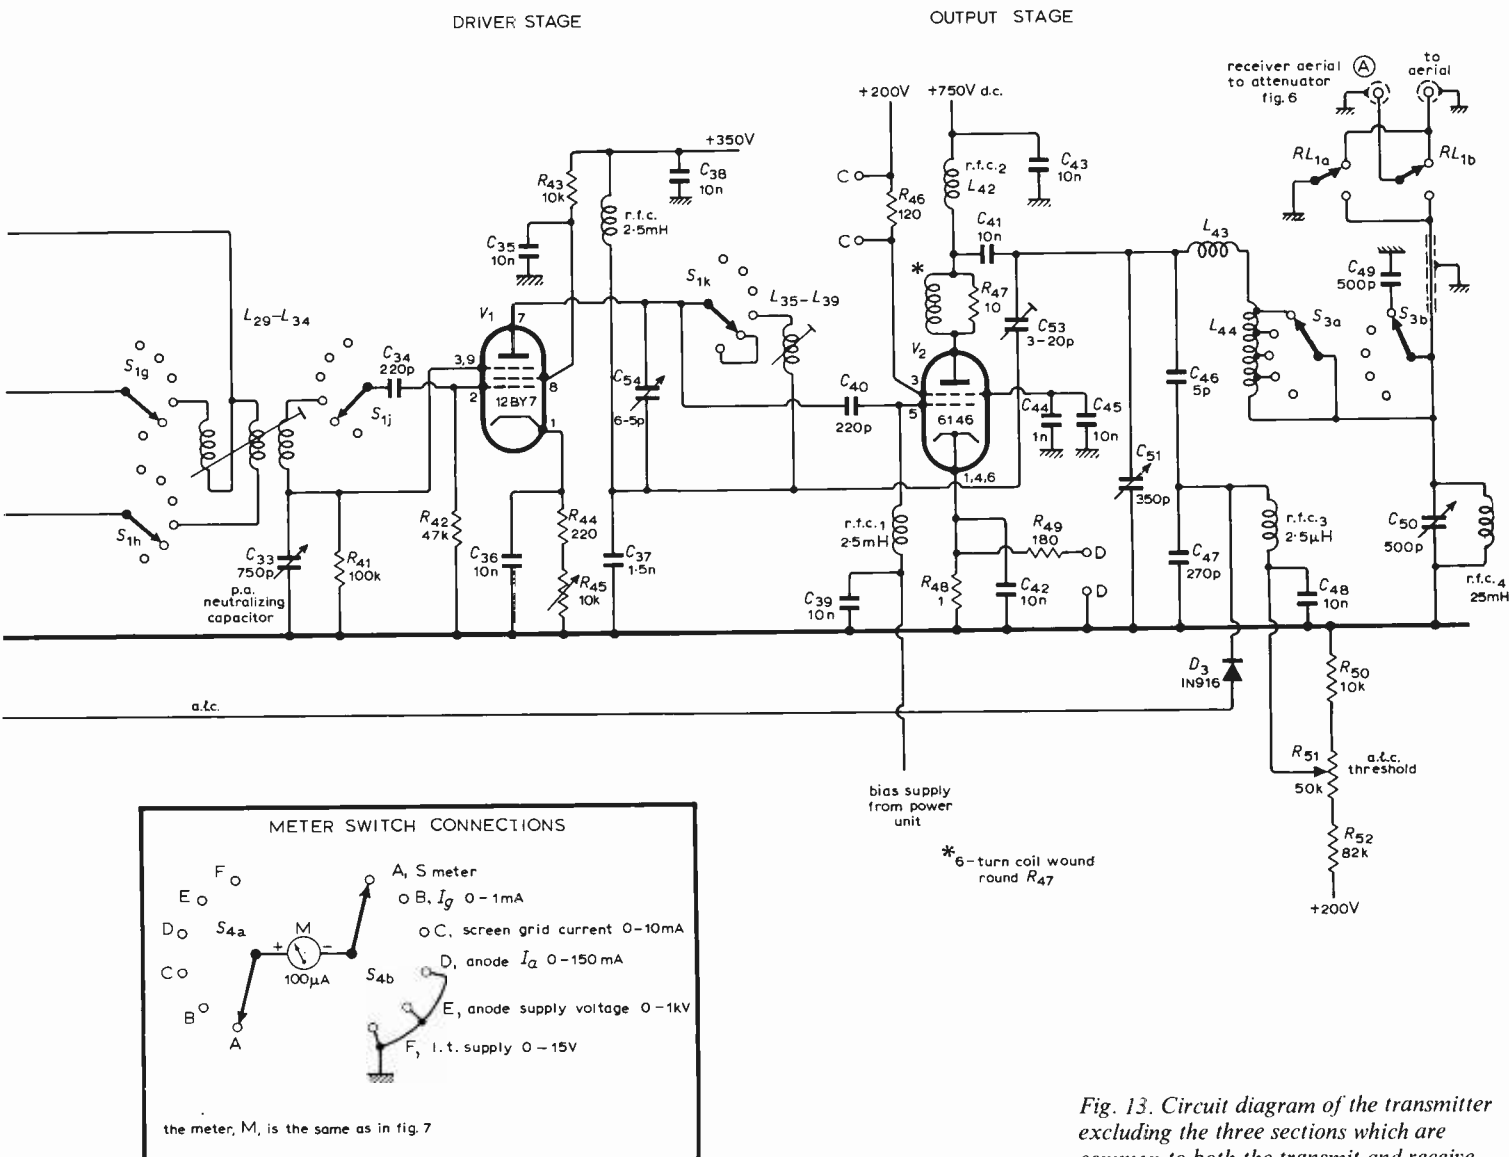 DRIVER STAGE
OUTPUT STAGE
receiver aerial
to attenuator
fig. 6
A
to
aerial
+200V
+750V d.c.
+350V
RL1a
RL1b
C38
10n
R43
10k
r.f.c.
2·5mH
C35
10n
C
C
R46
120
r.f.c.2
L42
C43
10n
C41
10n
L43
C49
500p
S1k
L35-L39
*
R47
10
C53
3-20p
L44
S3a
S3b
L29-L34
S1g
C34
220p
S1j
V1
7
3,9
2
8
12BY7
1
C54
6-5p
C40
220p
V2
3
5
6146
1,4,6
C44
1n
C45
10n
C46
5p
C51
350p
S1h
C33
750p
p.a.
neutralizing
capacitor
R41
100k
R42
47k
C36
10n
R44
220
R45
10k
C37
1·5n
r.f.c.1
2·5mH
C39
10n
R48
1
C42
10n
R49
180
D
D
C47
270p
r.f.c.3
2·5µH
C48
10n
C50
500p
r.f.c.4
25mH
a.l.c.
D3
IN916
R50
10k
R51
50k
a.l.c.
threshold
R52
82k
+200V
bias supply
from power
unit
*6-turn coil wound
round R47
METER SWITCH CONNECTIONS
F
E
D
C
B
A
S4a
+
M
-
100µA
S4b
A, S meter
B, Ig 0-1mA
C, screen grid current 0-10mA
D, anode Ia 0-150mA
E, anode supply voltage 0-1kV
F, l.t. supply 0-15V
the meter, M, is the same as in fig. 7
Fig. 13. Circuit diagram of the transmitter
excluding the three sections which are
common to both the transmit and receive